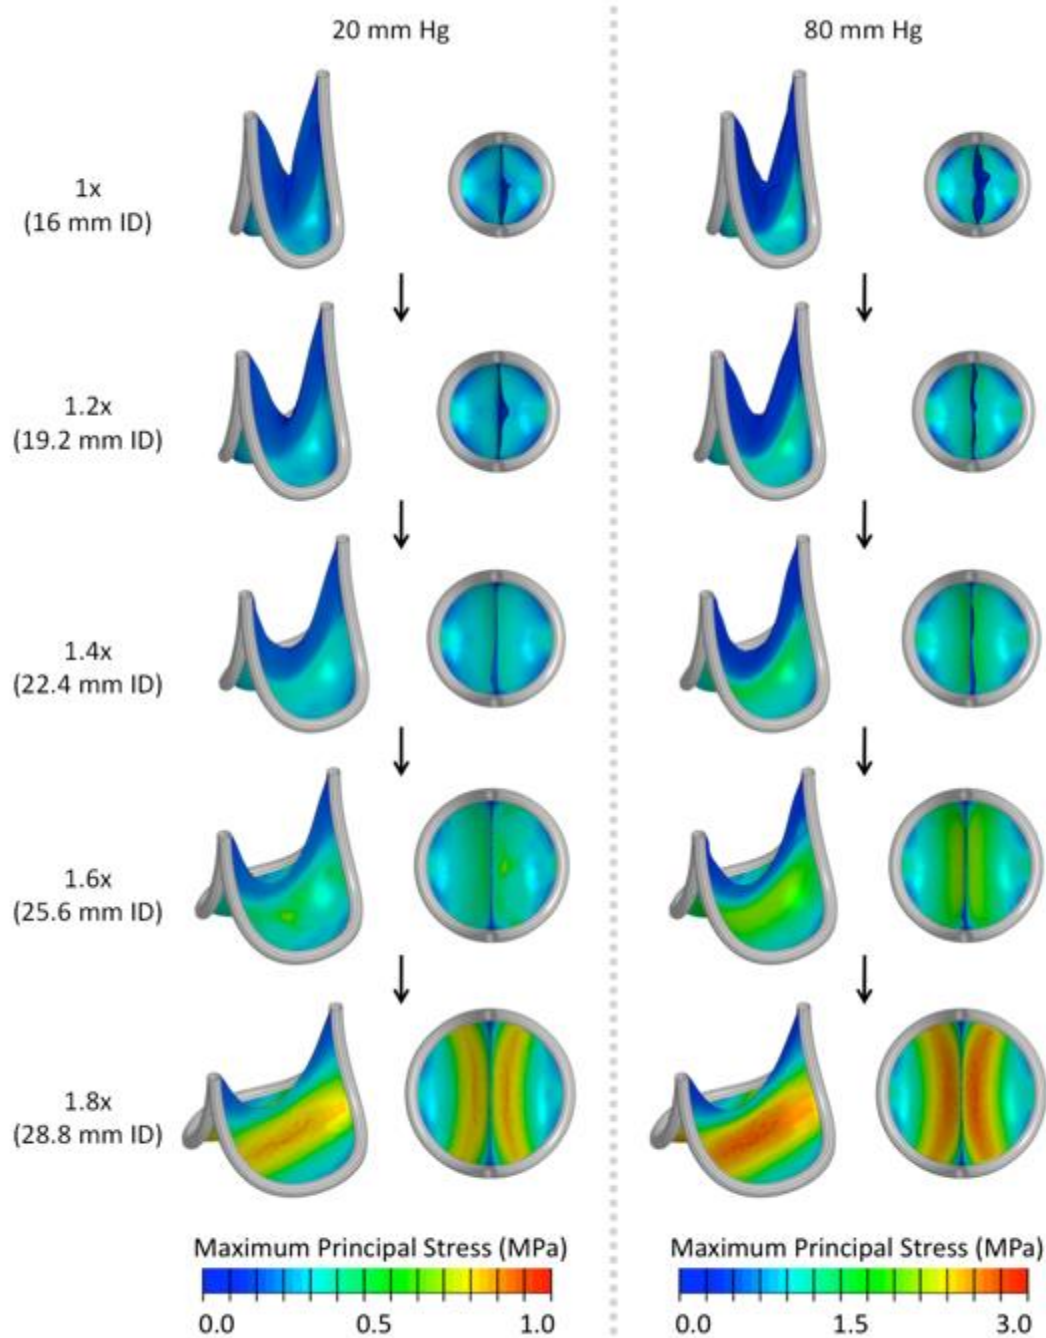 20 mm Hg
80 mm Hg
1x
(16 mm ID)
1.2x
(19.2 mm ID)
1.4x
(22.4 mm ID)
1.6x
(25.6 mm ID)
1.8x
(28.8 mm ID)
Maximum Principal Stress (MPa)
0.0 0.5 1.0
Maximum Principal Stress (MPa)
0.0 1.5 3.0